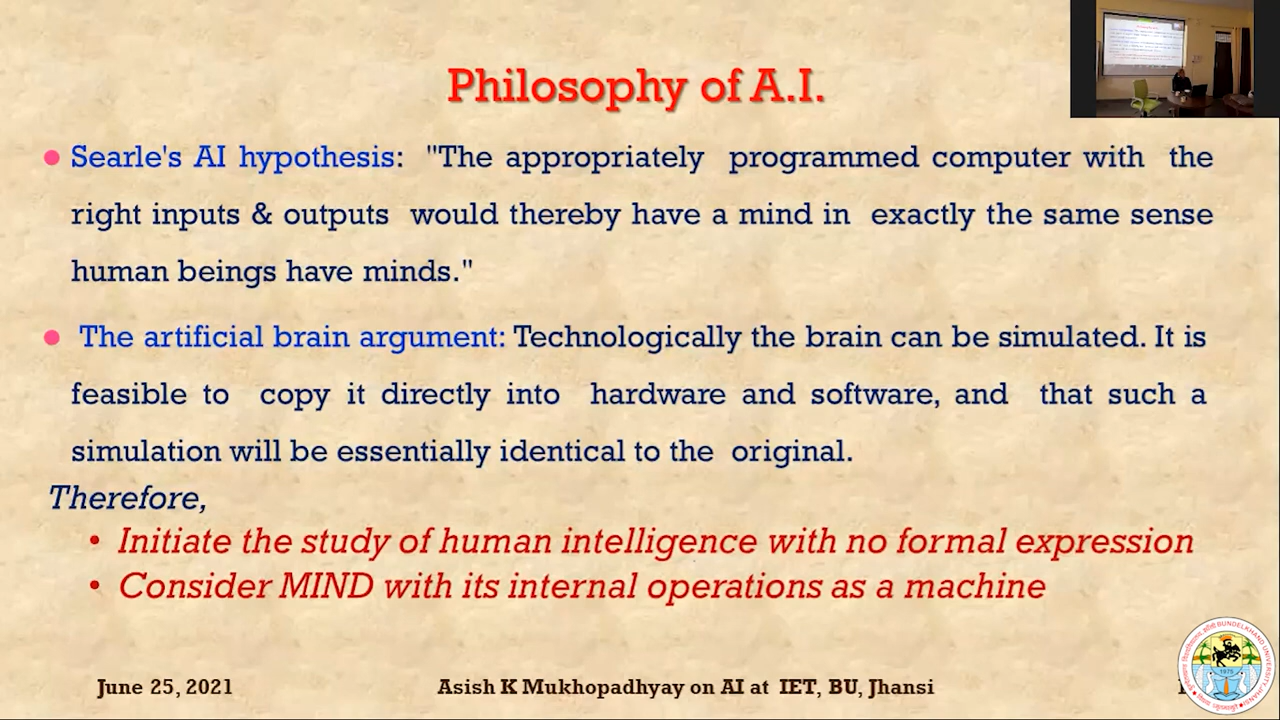 Philosophy of A.I.
Searle's AI hypothesis: "The appropriately programmed computer with the
right inputs & outputs would thereby have a mind in exactly the same sense
human beings have minds."
The artificial brain argument: Technologically the brain can be simulated. It is
feasible to copy it directly into hardware and software, and that such a
simulation will be essentially identical to the original.
Therefore,
• Initiate the study of human intelligence with no formal expression
• Consider MIND with its internal operations as a machine
June 25, 2021
Asish K Mukhopadhyay on AI at IET, BU, Jhansi
BUNDELKHAND UNIVERSITY JHANSI